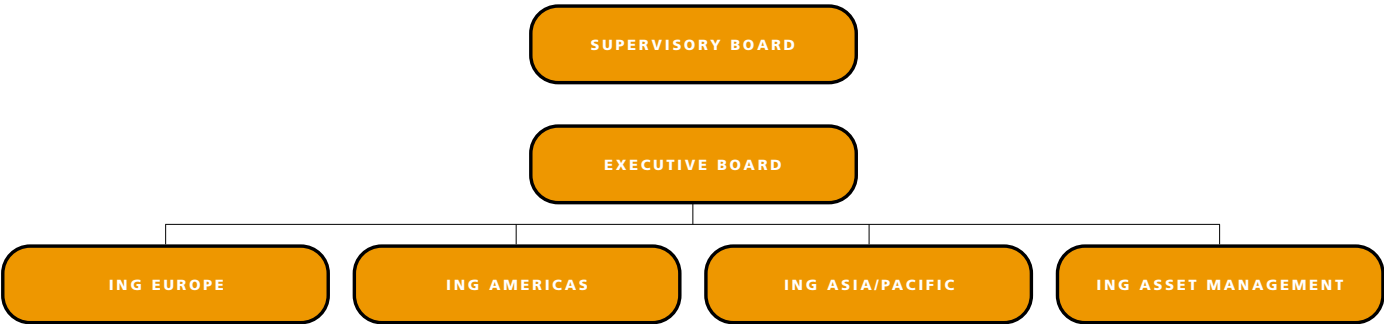 SUPERVISORY BOARD
EXECUTIVE BOARD
ING EUROPE
ING AMERICAS
ING ASIA/PACIFIC
ING ASSET MANAGEMENT